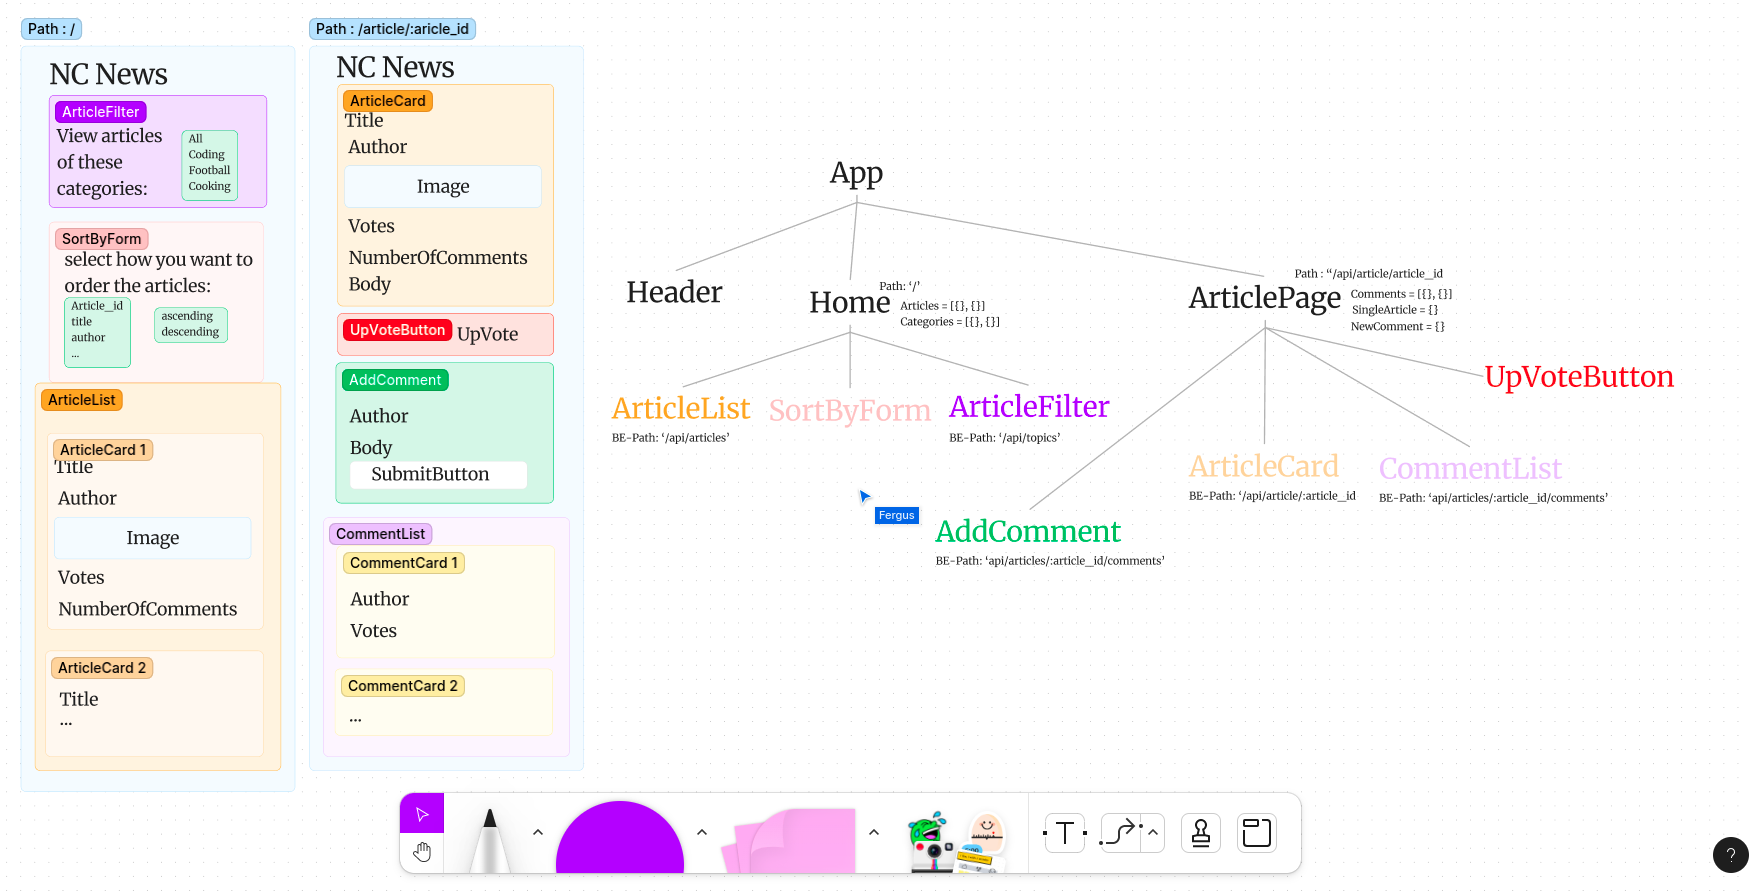 Path : /
NC News
ArticleFilter
View articles
of these
categories:
All
Coding
Football
Cooking
SortByForm
select how you want to
order the articles:
Article_id
title
author
...
ascending
descending
ArticleList
ArticleCard 1
Title
Author
Image
Votes
NumberOfComments
ArticleCard 2
Title
...
Path : /article/:aricle_id
NC News
ArticleCard
Title
Author
Image
Votes
NumberOfComments
Body
UpVoteButton
UpVote
AddComment
Author
Body
SubmitButton
CommentList
CommentCard 1
Author
Votes
CommentCard 2
...
App
Header
Home
Path: ‘/’
Articles = [{}, {}]
Categories = [{}, {}]
ArticlePage
Path : “/api/article/article_id
Comments = [{}, {}]
SingleArticle = {}
NewComment = {}
ArticleList
BE-Path: ‘/api/articles’
SortByForm
ArticleFilter
BE-Path: ‘/api/topics’
UpVoteButton
ArticleCard
BE-Path: ‘/api/article/:article_id
CommentList
BE-Path: ‘api/articles/:article_id/comments’
AddComment
BE-Path: ‘api/articles/:article_id/comments’
Fergus
T
?